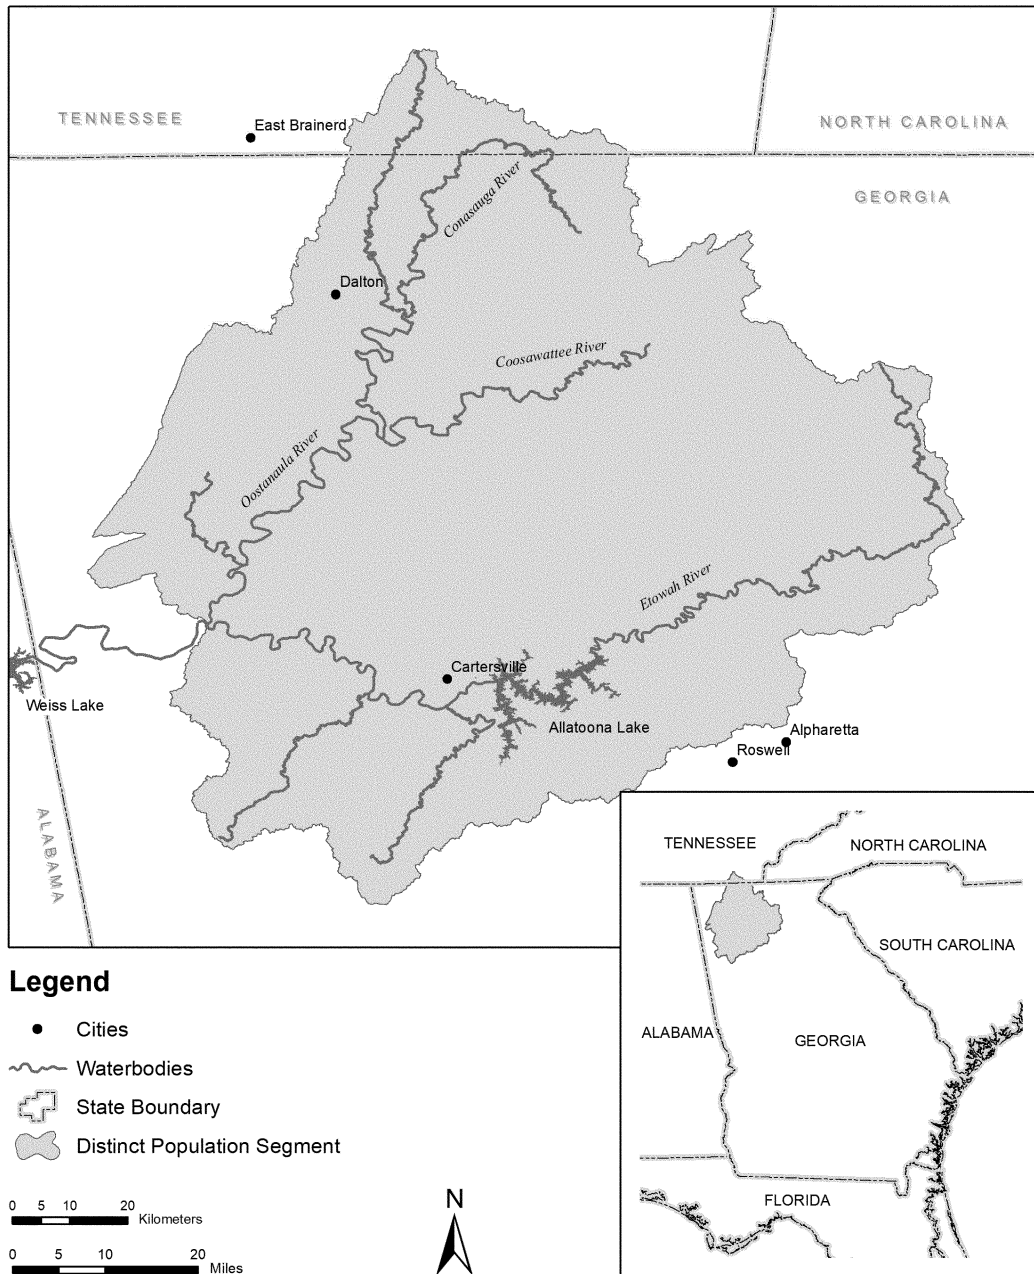 TENNESSEE
East Brainerd
NORTH CAROLINA
GEORGIA
Conasauga River
Dalton
Coosawattee River
Oostanaula River
Etowah River
Cartersville
Weiss Lake
Allatoona Lake
Alpharetta
Roswell
ALABAMA
TENNESSEE
NORTH CAROLINA
SOUTH CAROLINA
ALABAMA
GEORGIA
FLORIDA
Legend
Cities
Waterbodies
State Boundary
Distinct Population Segment
0 5 10 20
Kilometers
0 5 10 20
Miles
N